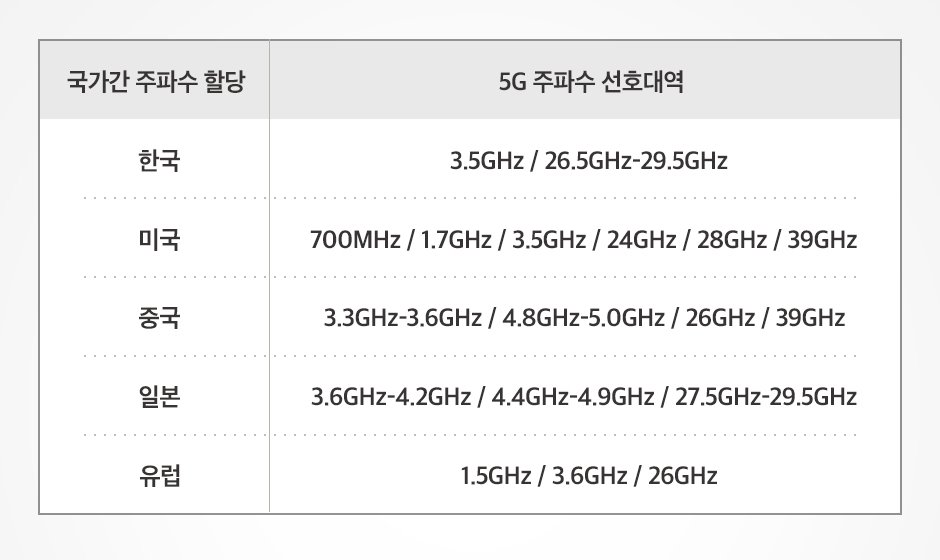 국가간 주파수 할당 5G 주파수 선호대역
한국 3.5GHz / 26.5GHz-29.5GHz
미국 700MHz / 1.7GHz / 3.5GHz / 24GHz / 28GHz / 39GHz
중국 3.3GHz-3.6GHz / 4.8GHz-5.0GHz / 26GHz / 39GHz
일본 3.6GHz-4.2GHz / 4.4GHz-4.9GHz / 27.5GHz-29.5GHz
유럽 1.5GHz / 3.6GHz / 26GHz